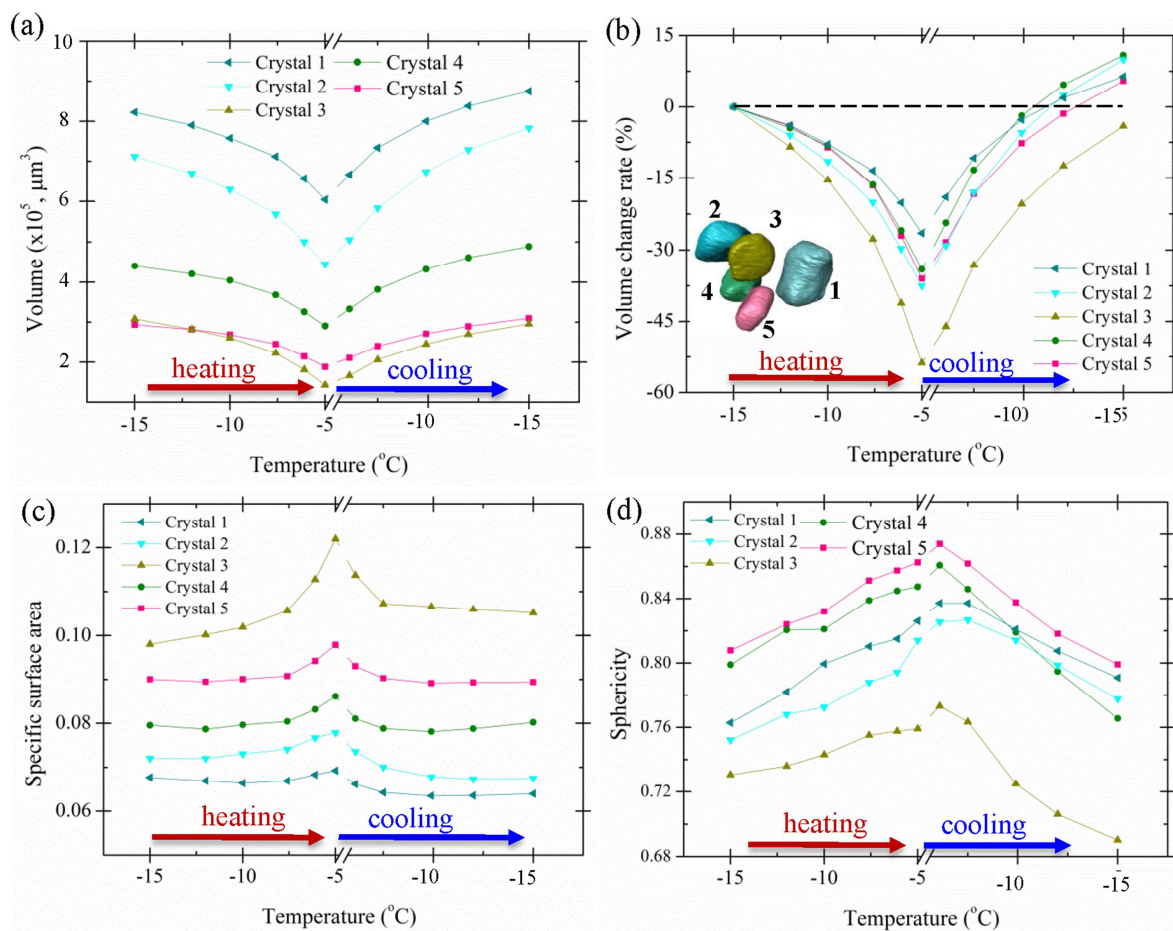 (a)
10
8
6
4
2
Volume (x10⁵, μm³)
Crystal 1
Crystal 2
Crystal 3
Crystal 4
Crystal 5
heating
cooling
-15
-10
-5
-10
-15
Temperature (°C)
(b)
15
0
-15
-30
-45
-60
Volume change rate (%)
2
3
4
1
5
Crystal 1
Crystal 2
Crystal 3
Crystal 4
Crystal 5
heating
cooling
-15
-10
-5
-100
-155
Temperature (°C)
(c)
0.12
0.10
0.08
0.06
Specific surface area
Crystal 1
Crystal 2
Crystal 3
Crystal 4
Crystal 5
heating
cooling
-15
-10
-5
-10
-15
Temperature (°C)
(d)
0.88
0.84
0.80
0.76
0.72
0.68
Sphericity
Crystal 1
Crystal 2
Crystal 3
Crystal 4
Crystal 5
heating
cooling
-15
-10
-5
-10
-15
Temperature (°C)